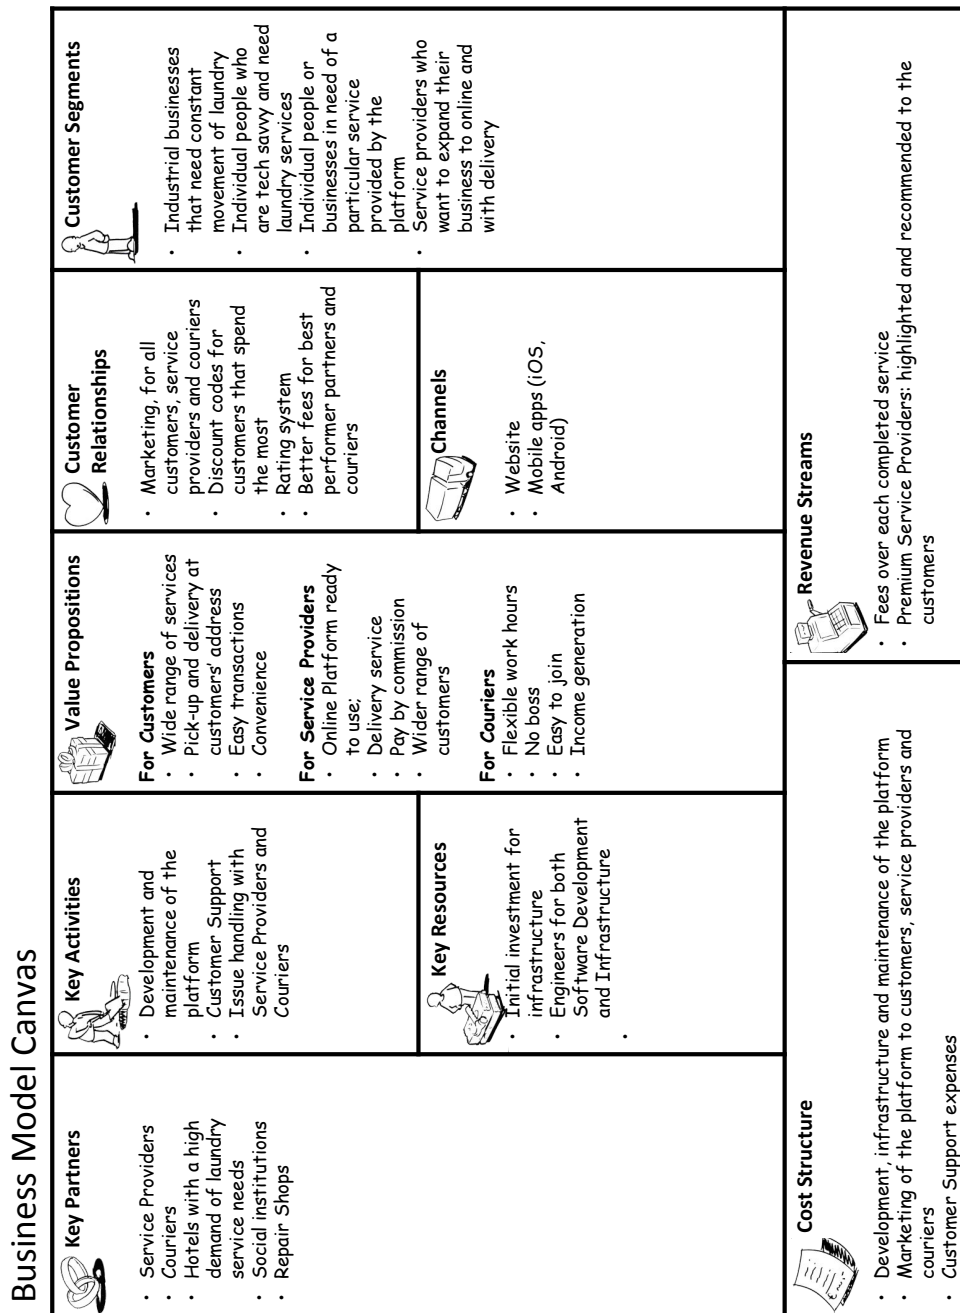 Business Model Canvas
Key Partners
• Service Providers
• Couriers
• Hotels with a high
demand of laundry
service needs
• Social institutions
• Repair Shops
Key Activities
• Development and
maintenance of the
platform
• Customer Support
• Issue handling with
Service Providers and
Couriers
Key Resources
• Initial investment for
infrastructure
• Engineers for both
Software Development
and Infrastructure
•
Value Propositions
For Customers
• Wide range of services
• Pick-up and delivery at
customers' address
• Easy transactions
• Convenience
For Service Providers
• Online Platform ready
to use;
• Delivery service
• Pay by commission
• Wider range of
customers
For Couriers
• Flexible work hours
• No boss
• Easy to join
• Income generation
Customer
Relationships
• Marketing, for all
customers, service
providers and couriers
• Discount codes for
customers that spend
the most
• Rating system
• Better fees for best
performer partners and
couriers
Channels
• Website
• Mobile apps (iOS,
Android)
Customer Segments
• Industrial businesses
that need constant
movement of laundry
• Individual people who
are tech savvy and need
laundry services
• Individual people or
businesses in need of a
particular service
provided by the
platform
• Service providers who
want to expand their
business to online and
with delivery
Cost Structure
• Development, infrastructure and maintenance of the platform
• Marketing of the platform to customers, service providers and
couriers
• Customer Support expenses
Revenue Streams
• Fees over each completed service
• Premium Service Providers: highlighted and recommended to the
customers